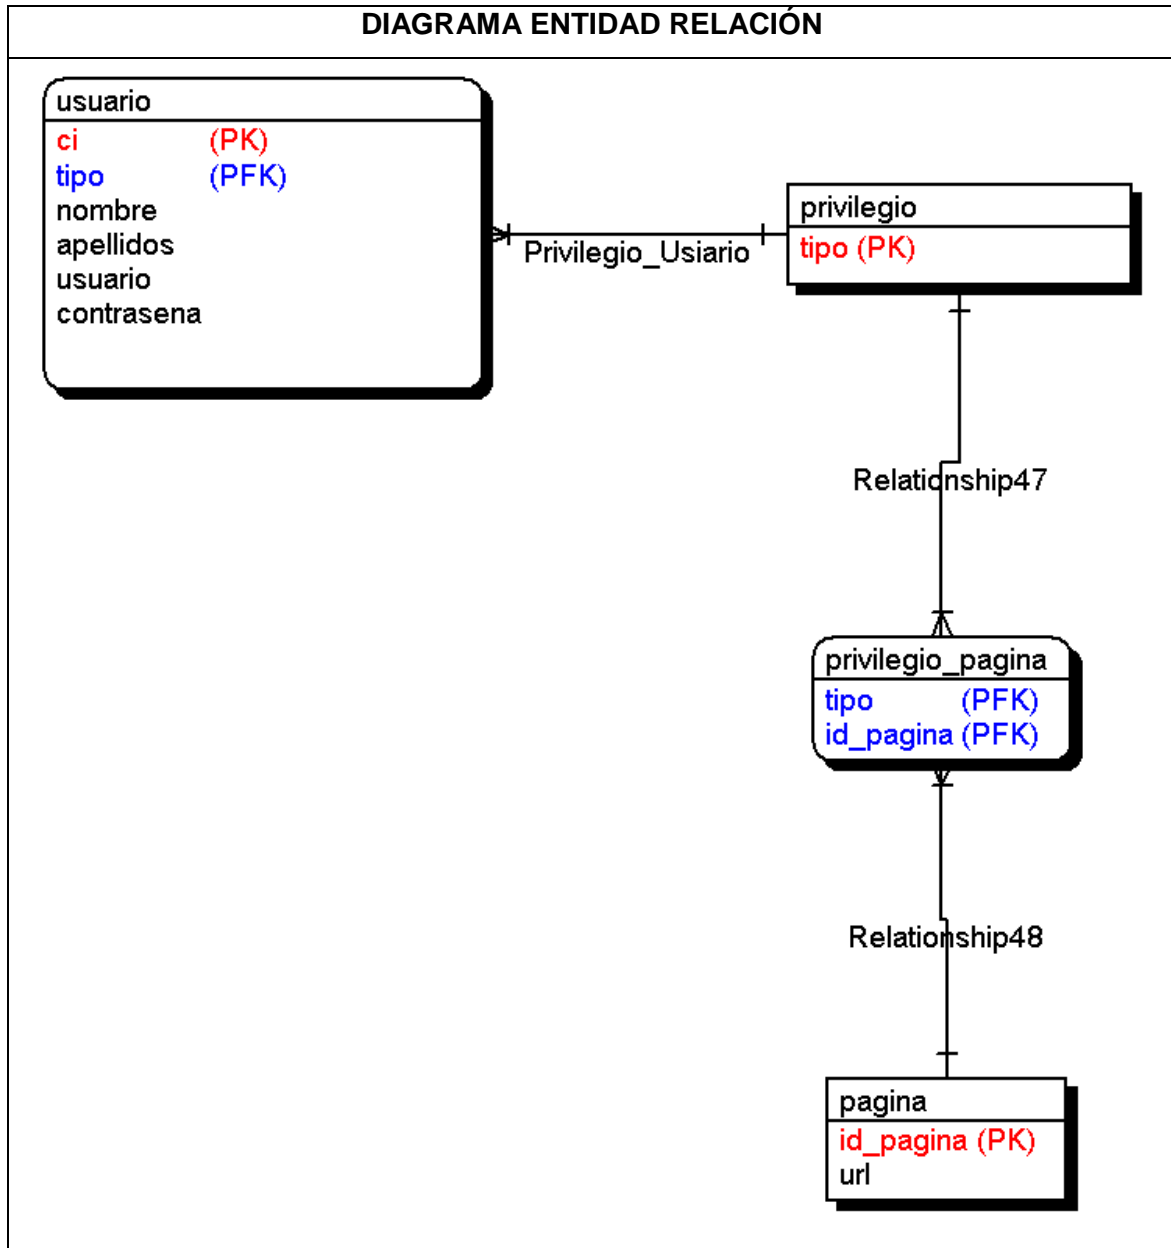 DIAGRAMA ENTIDAD RELACIÓN
usuario
ci (PK)
tipo (PFK)
nombre
apellidos
usuario
contrasena
Privilegio_Usiario
privilegio
tipo (PK)
Relationship47
privilegio_pagina
tipo (PFK)
id_pagina (PFK)
Relationship48
pagina
id_pagina (PK)
url